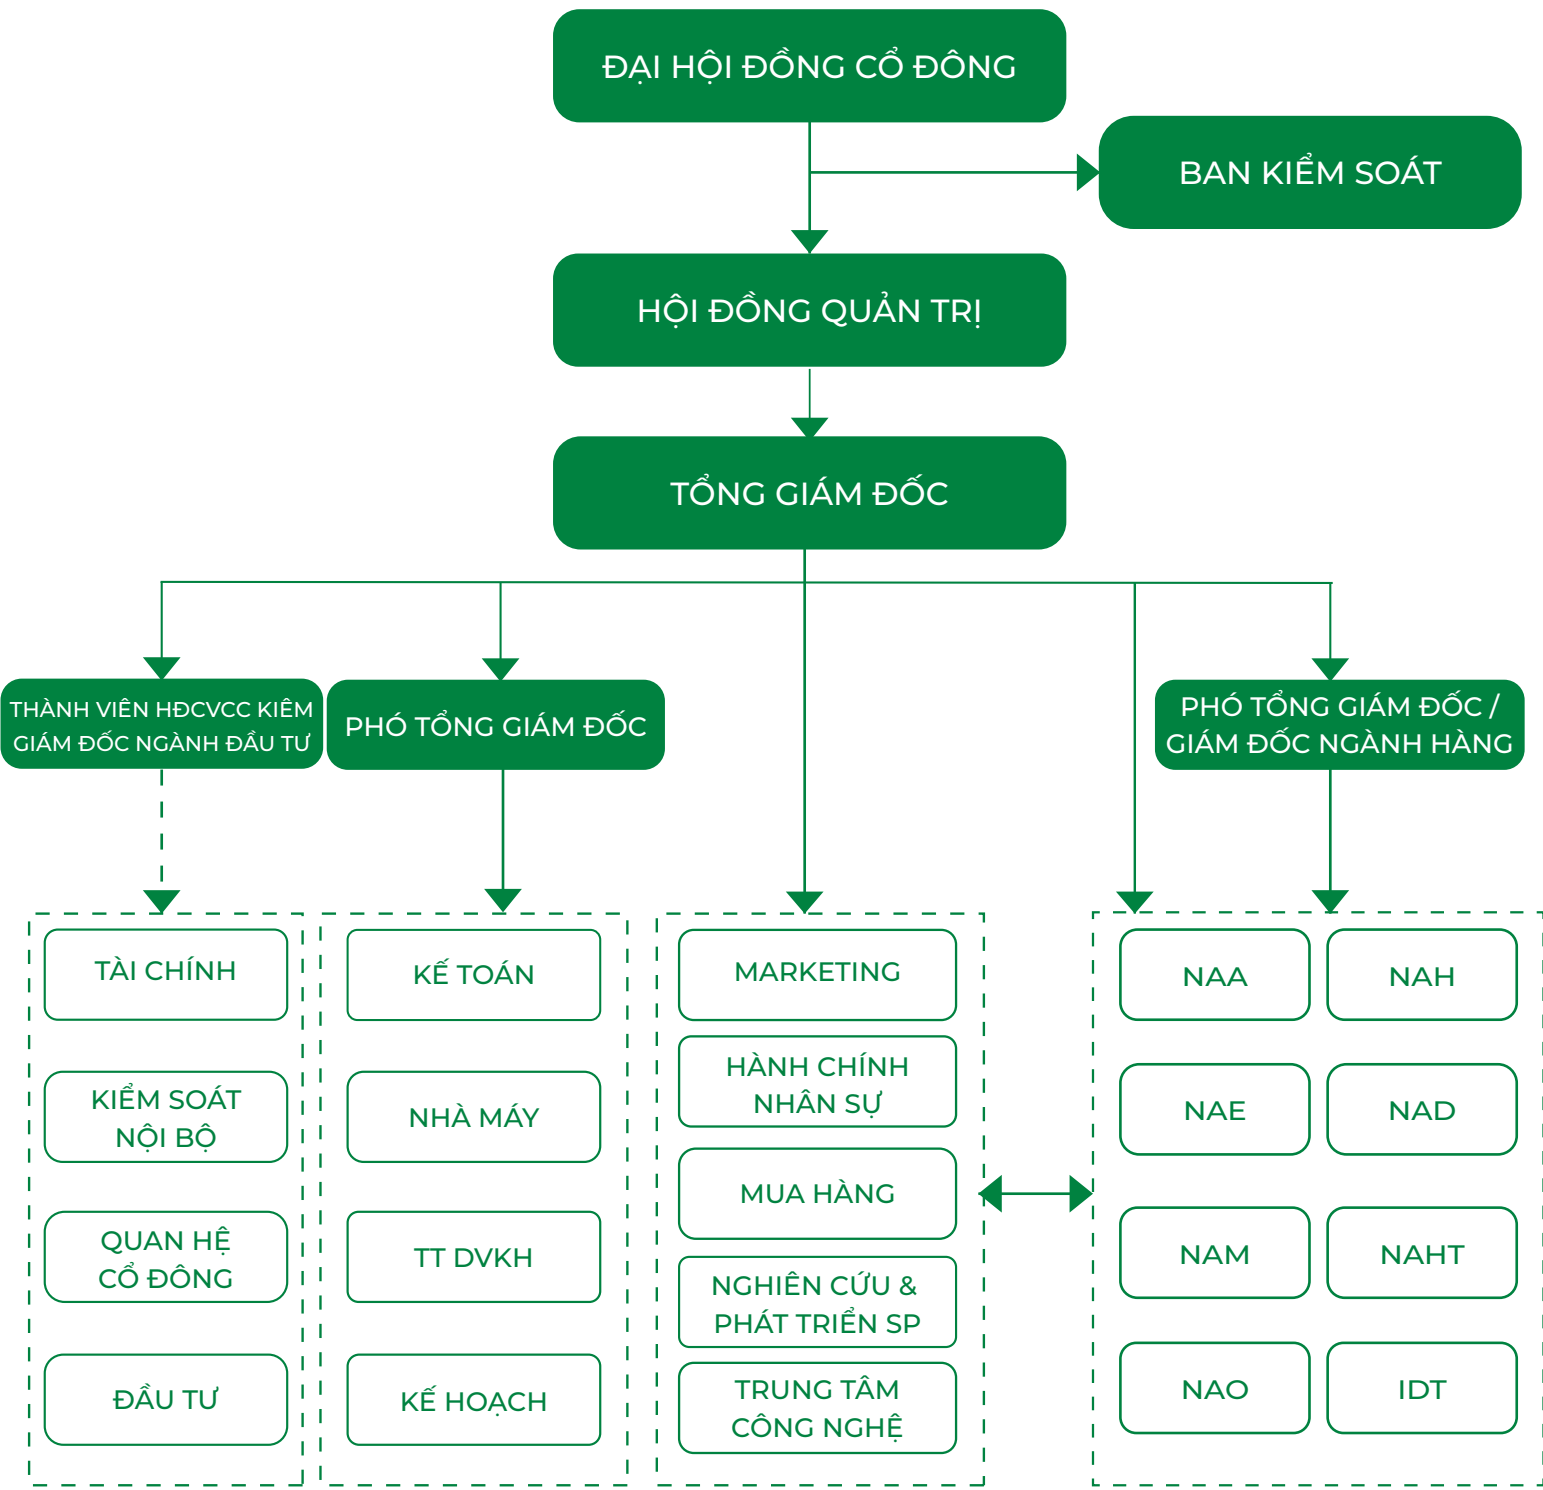 ĐẠI HỘI ĐỒNG CỔ ĐÔNG
BAN KIỂM SOÁT
HỘI ĐỒNG QUẢN TRỊ
TỔNG GIÁM ĐỐC
THÀNH VIÊN HĐCVCC KIÊM
GIÁM ĐỐC NGÀNH ĐẦU TƯ
PHÓ TỔNG GIÁM ĐỐC
PHÓ TỔNG GIÁM ĐỐC /
GIÁM ĐỐC NGÀNH HÀNG
TÀI CHÍNH
KIỂM SOÁT
NỘI BỘ
QUAN HỆ
CỔ ĐÔNG
ĐẦU TƯ
KẾ TOÁN
NHÀ MÁY
TT DVKH
KẾ HOẠCH
MARKETING
HÀNH CHÍNH
NHÂN SỰ
MUA HÀNG
NGHIÊN CỨU &
PHÁT TRIỂN SP
TRUNG TÂM
CÔNG NGHỆ
NAA
NAH
NAE
NAD
NAM
NAHT
NAO
IDT